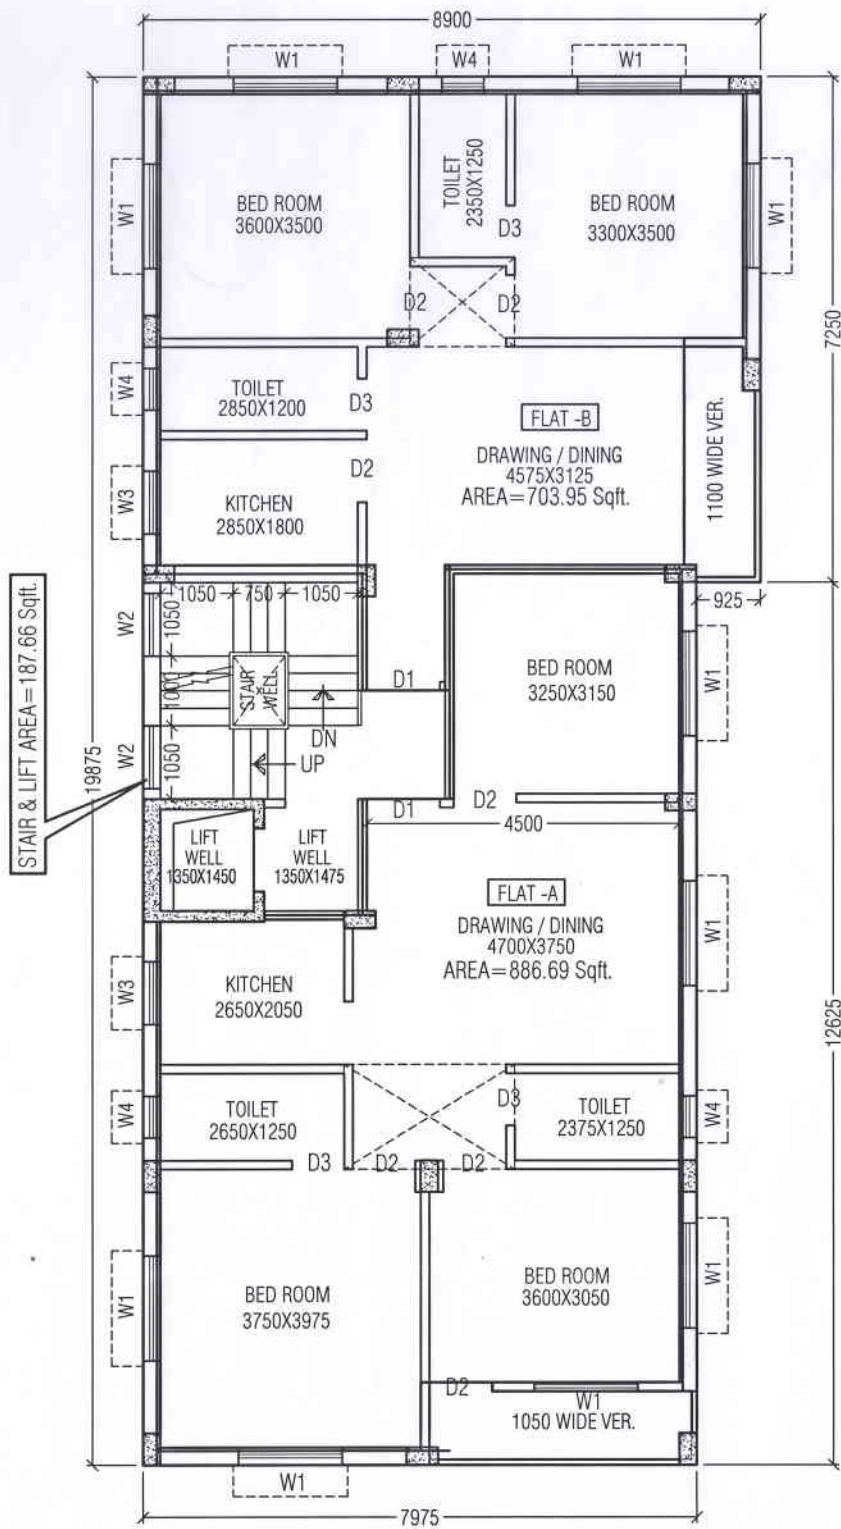 8900
W1
W4
W1
W1
BED ROOM
3600X3500
TOILET
2350X1250
D3
BED ROOM
3300X3500
W1
D2
D2
7250
W4
TOILET
2850X1200
D3
FLAT -B
DRAWING / DINING
4575X3125
AREA=703.95 Sqft.
1100 WIDE VER.
W3
KITCHEN
2850X1800
D2
STAIR & LIFT AREA=187.66 Sqft.
W2
1050
750
1050
1050
1000
1050
925
STAIR
WELL
DN
UP
D1
BED ROOM
3250X3150
W1
W2
19875
D1
D2
4500
LIFT
WELL
1350X1450
LIFT
WELL
1350X1475
FLAT -A
DRAWING / DINING
4700X3750
AREA=886.69 Sqft.
W1
W3
KITCHEN
2650X2050
12625
W4
TOILET
2650X1250
D3
TOILET
2375X1250
W4
D3
D2
D2
W1
BED ROOM
3750X3975
BED ROOM
3600X3050
W1
D2
W1
1050 WIDE VER.
W1
7975